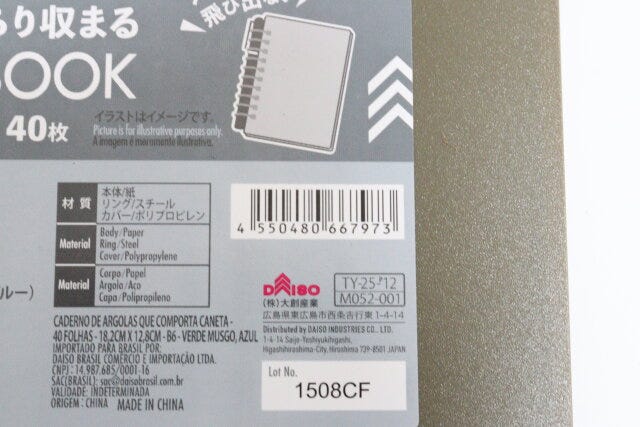 飛び出ない
り収まる
BOOK
40枚
イラストはイメージです。
Picture is for illustrative purposes only.
A imagem é meramente ilustrativa.
材質
本体/紙
リング/スチール
カバー/ポリプロピレン
Material
Body/Paper
Ring/Steel
Cover/Polypropylene
Material
Corpo/Papel
Argola/Aço
Capa/Polipropileno
ルー）
CADERNO DE ARGOLAS QUE COMPORTA CANETA -
40 FOLHAS - 18,2CM X 12,8CM - B6 - VERDE MUSGO, AZUL
IMPORTADO PARA BRASIL POR:
DAISO BRASIL COMÉRCIO E IMPORTAÇÃO LTDA.
CNPJ : 14.987.685/0001-16
SAC(BRASIL): sac@daisobrasil.com.br
VALIDADE: INDETERMINADA
ORIGEM : CHINA MADE IN CHINA
4 550480 667973
DAISO
(株)大創産業
TY-25-P12
M052-001
広島県東広島市西条吉行東 1-4-14
Distributed by DAISO INDUSTRIES CO., LTD.
1-4-14 Saijo-Yoshiyukihigashi,
Higashihiroshima-City, Hiroshima 739-8501 JAPAN
Lot No.
1508CF